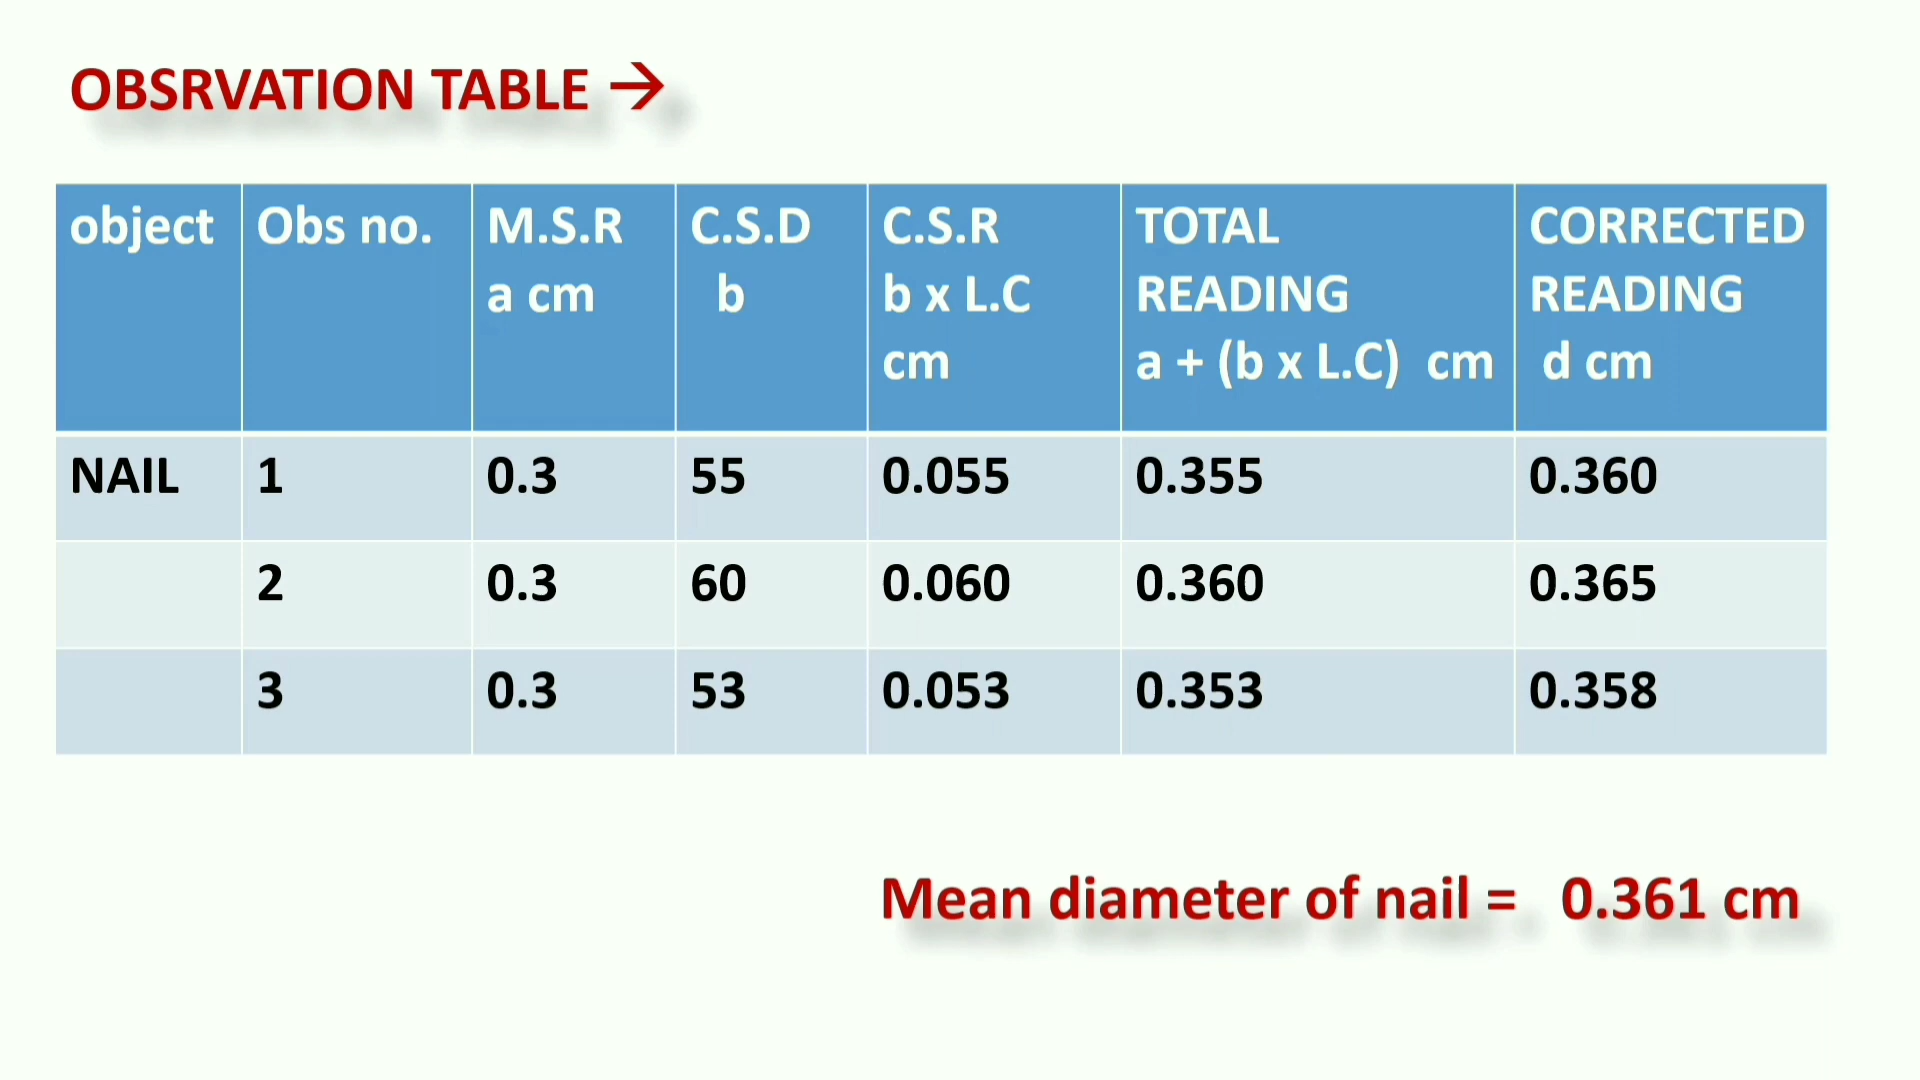 OBSRVATION TABLE →
object Obs no. M.S.R C.S.D C.S.R TOTAL CORRECTED
a cm b b x L.C READING READING
cm a + (b x L.C) cm d cm
NAIL 1 0.3 55 0.055 0.355 0.360
2 0.3 60 0.060 0.360 0.365
3 0.3 53 0.053 0.353 0.358
Mean diameter of nail = 0.361 cm